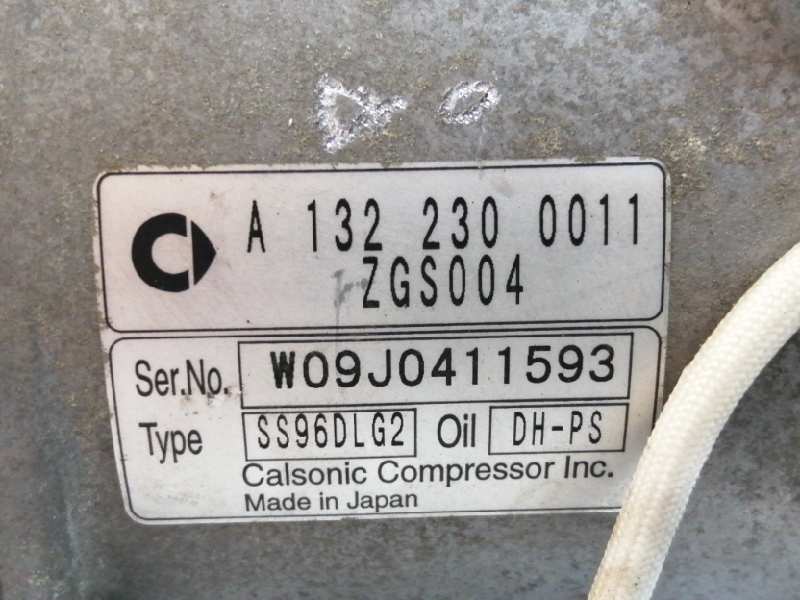 A 132 230 0011
ZGS004
Ser.No. W09J0411593
Type SS96DLG2 Oil DH-PS
Calsonic Compressor Inc.
Made in Japan